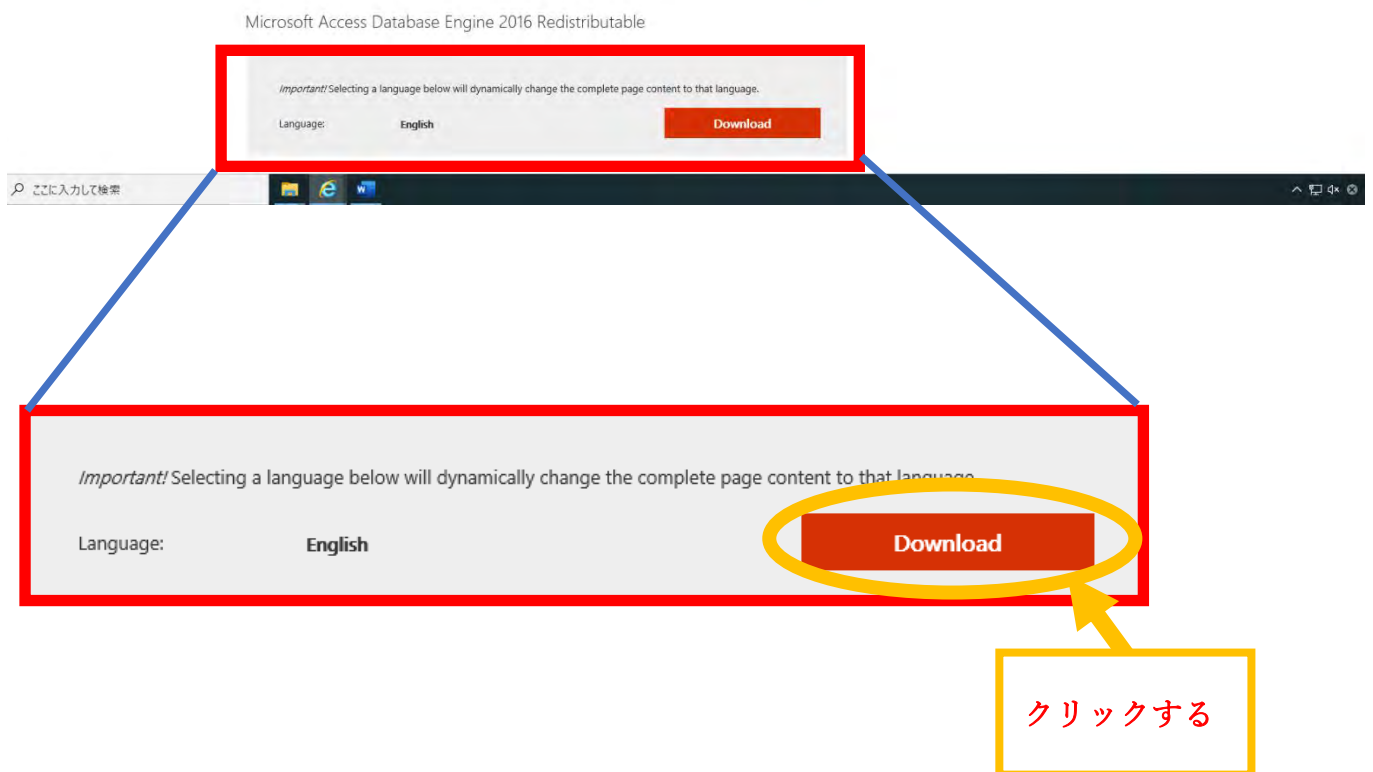 Microsoft Access Database Engine 2016 Redistributable
Important! Selecting a language below will dynamically change the complete page content to that language.
Language: English Download
ここに入力して検索
Important! Selecting a language below will dynamically change the complete page content to that language.
Language: English Download
クリックする